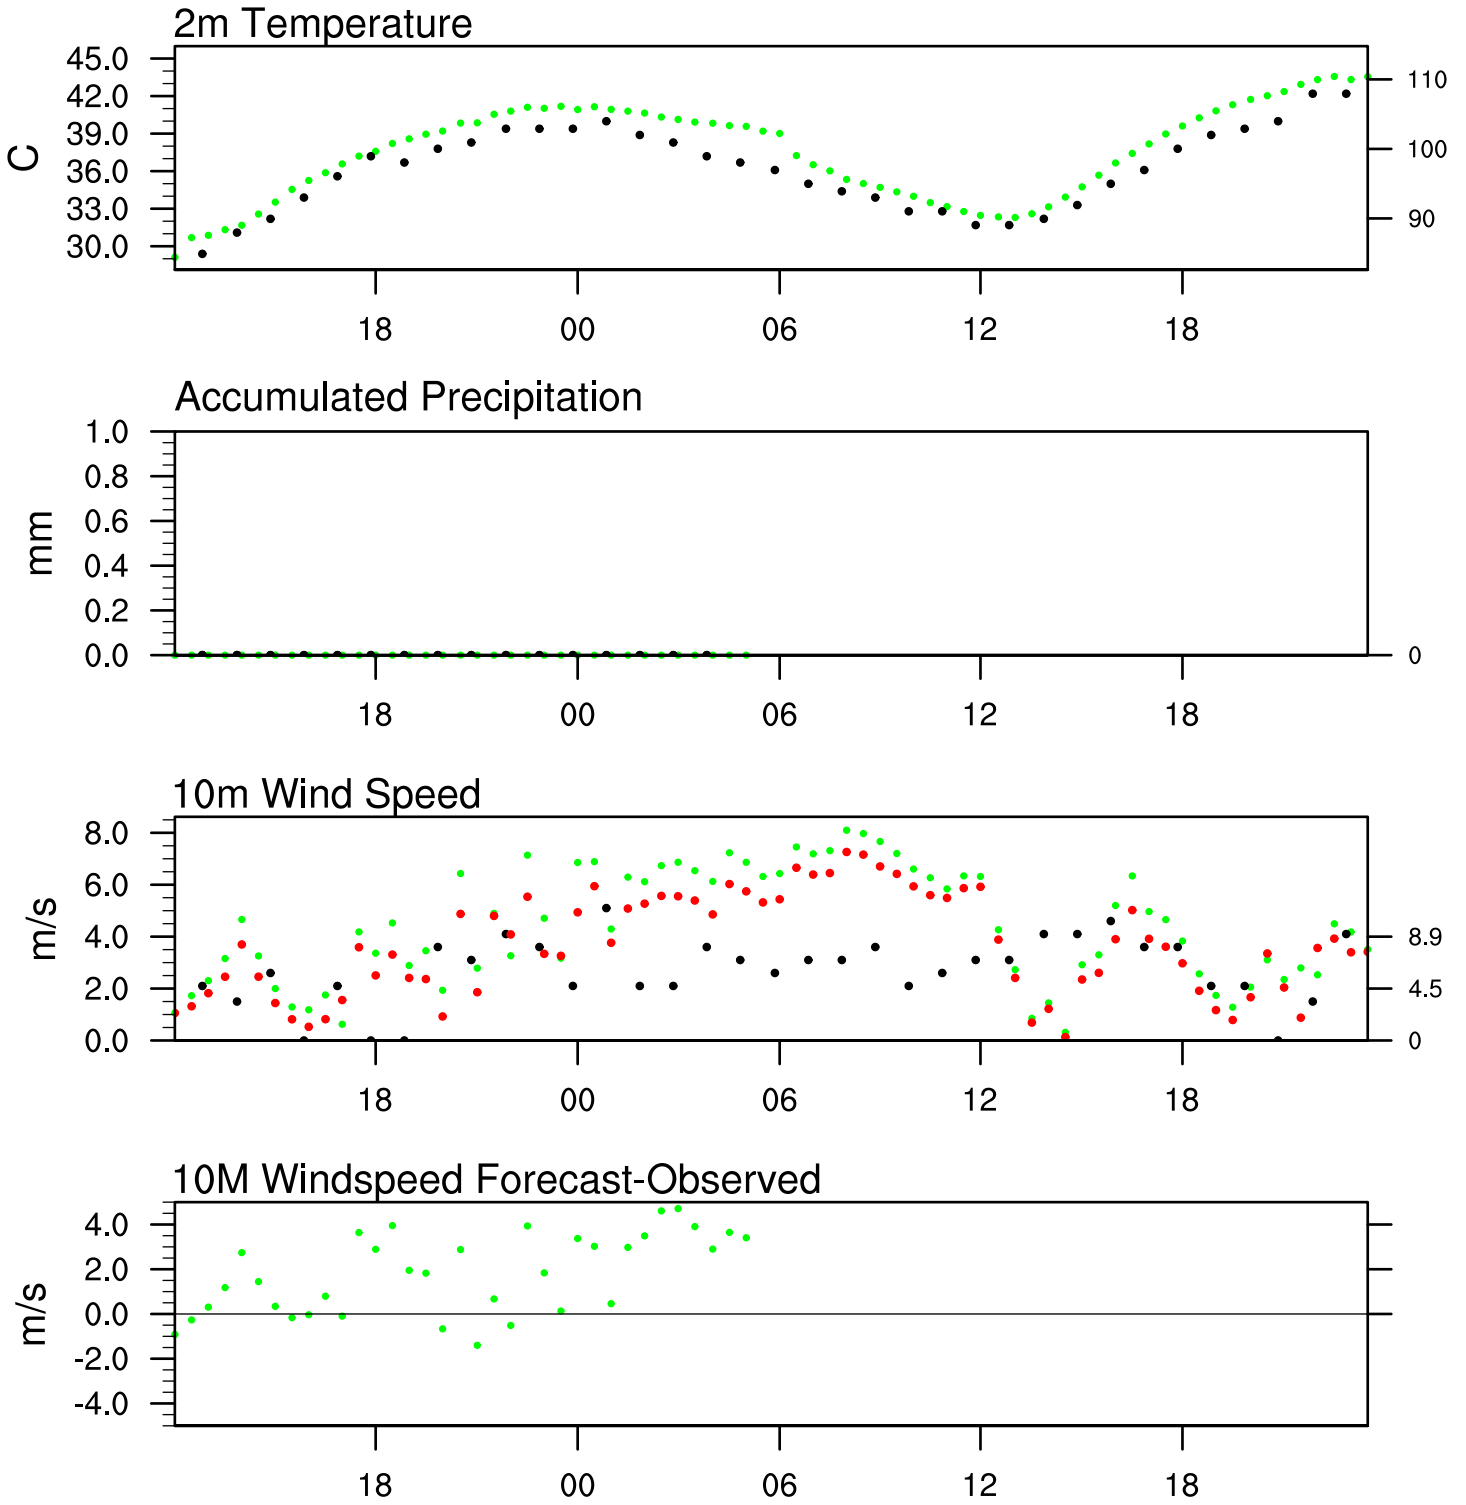 2m Temperature
45.0
42.0
39.0
36.0
33.0
30.0
C
110
100
90
18 00 06 12 18
Accumulated Precipitation
1.0
0.8
0.6
0.4
0.2
0.0
mm
0
18 00 06 12 18
10m Wind Speed
8.0
6.0
4.0
2.0
0.0
m/s
8.9
4.5
0
18 00 06 12 18
10M Windspeed Forecast-Observed
4.0
2.0
0.0
-2.0
-4.0
m/s
18 00 06 12 18